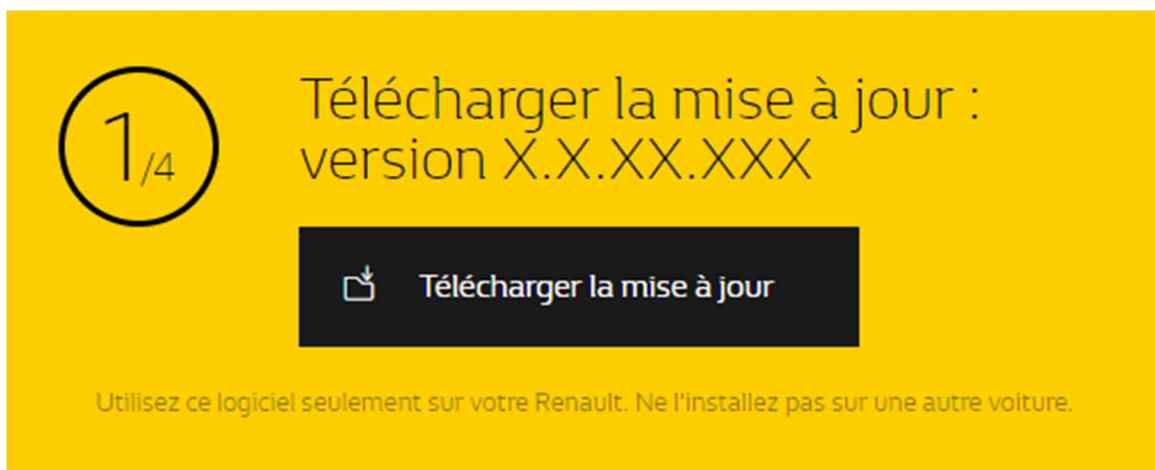 1/4
Télécharger la mise à jour :
version X.X.XX.XXX
Télécharger la mise à jour
Utilisez ce logiciel seulement sur votre Renault. Ne l'installez pas sur une autre voiture.